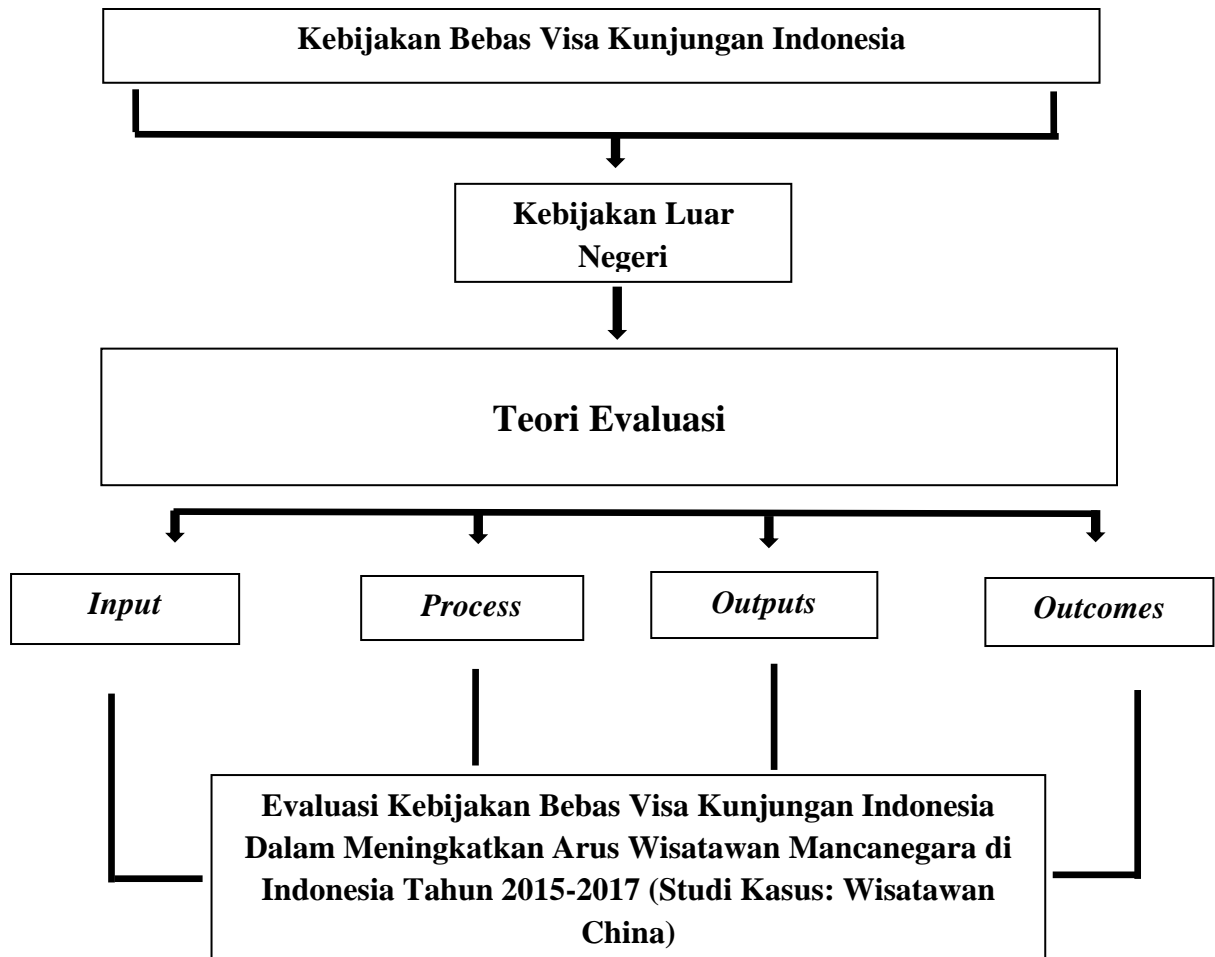 Kebijakan Bebas Visa Kunjungan Indonesia
Kebijakan Luar
Negeri
Teori Evaluasi
Input
Process
Outputs
Outcomes
Evaluasi Kebijakan Bebas Visa Kunjungan Indonesia
Dalam Meningkatkan Arus Wisatawan Mancanegara di
Indonesia Tahun 2015-2017 (Studi Kasus: Wisatawan
China)